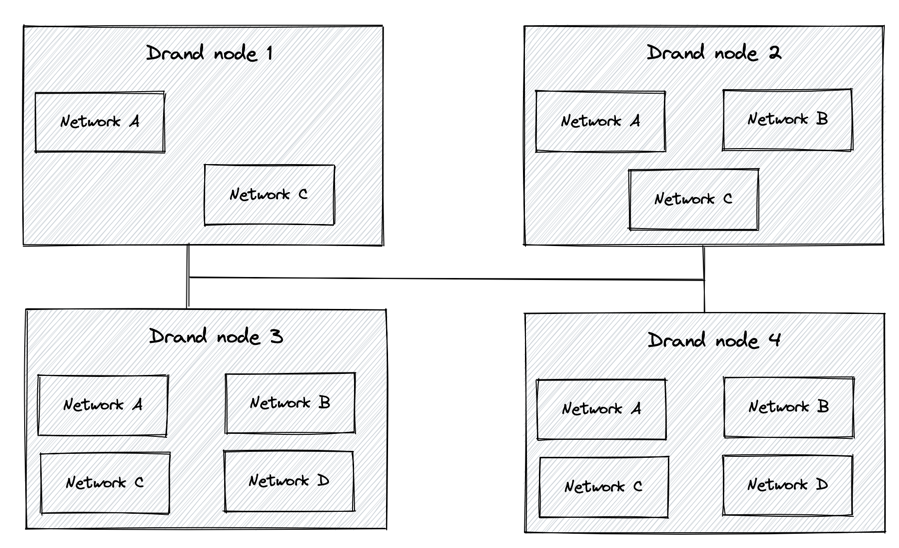 Drand node 1
Network A
Network C
Drand node 2
Network A
Network B
Network C
Drand node 3
Network A
Network B
Network C
Network D
Drand node 4
Network A
Network B
Network C
Network D